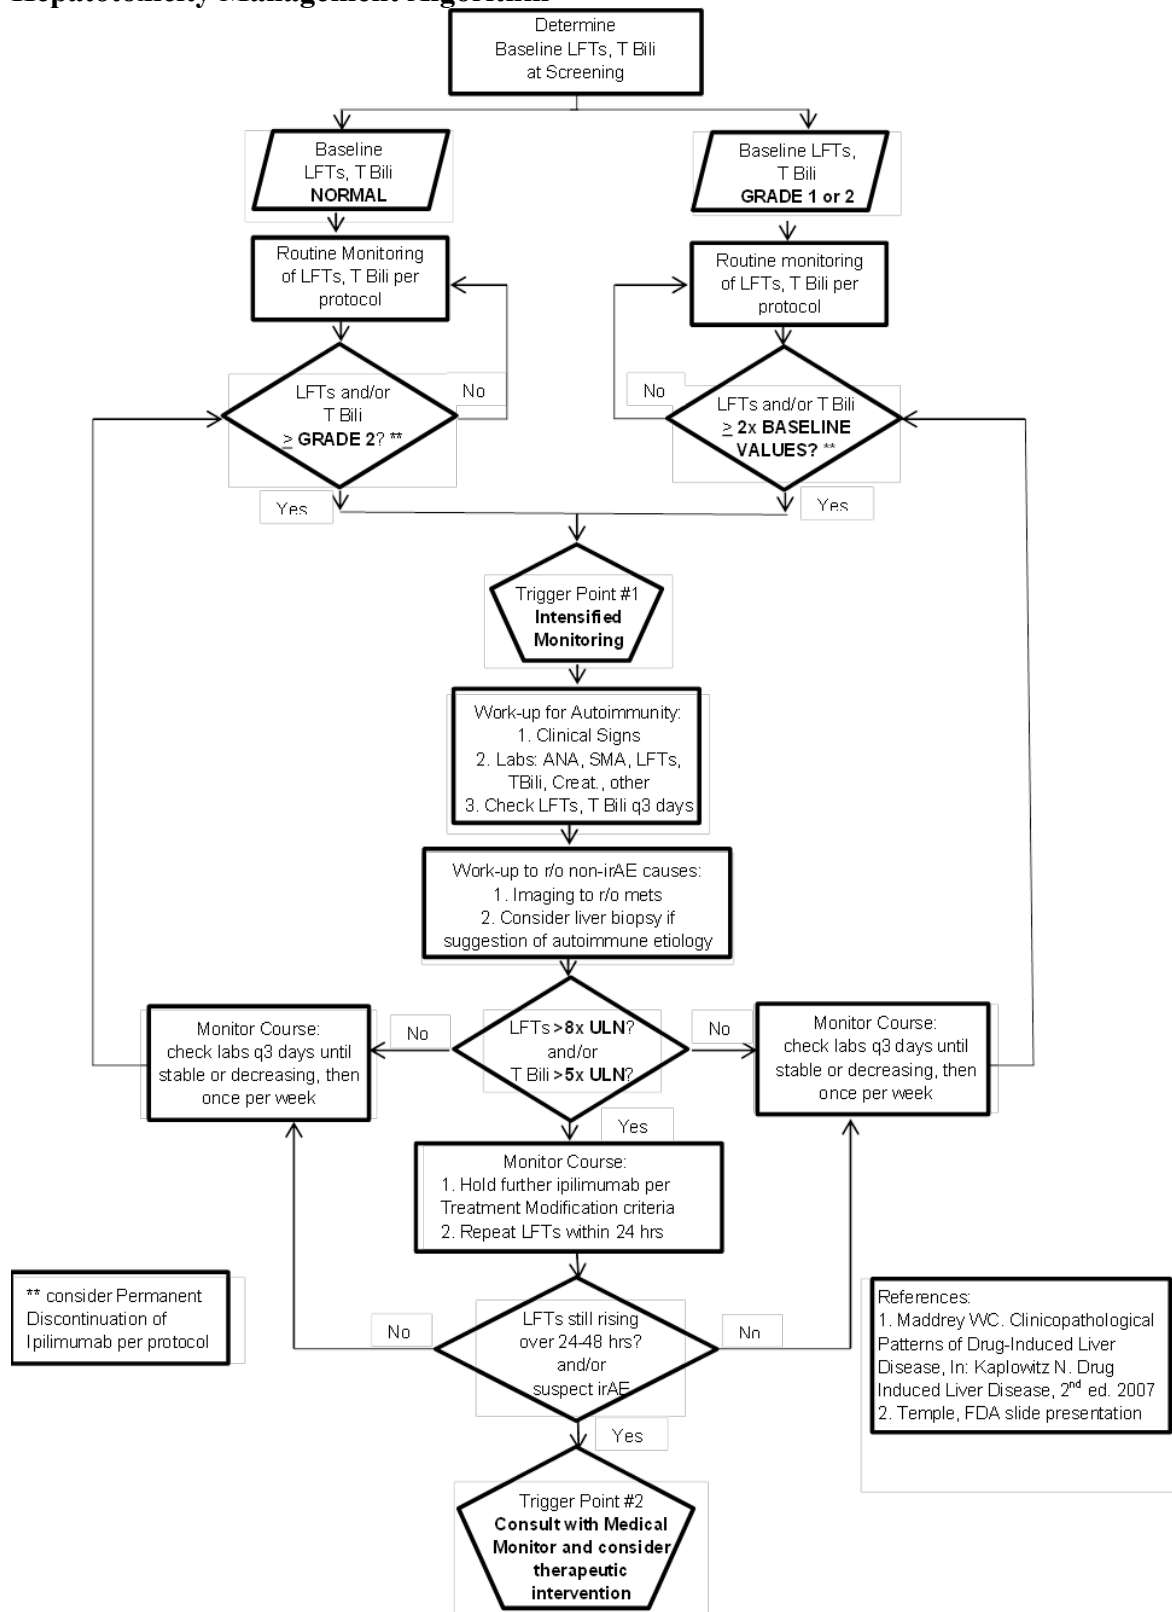 Hepatotoxicity Management Algorithm
Determine
Baseline LFTs, T Bili
at Screening
Baseline
LFTs, T Bili
NORMAL
Baseline LFTs,
T Bili
GRADE 1 or 2
Routine Monitoring
of LFTs, T Bili per
protocol
Routine monitoring
of LFTs, T Bili per
protocol
LFTs and/or
T Bili
≥ GRADE 2? **
No
No
LFTs and/or T Bili
≥ 2x BASELINE
VALUES? **
Yes
Yes
Trigger Point #1
Intensified
Monitoring
Work-up for Autoimmunity:
1. Clinical Signs
2. Labs: ANA, SMA, LFTs,
TBili, Creat., other
3. Check LFTs, T Bili q3 days
Work-up to r/o non-irAE causes:
1. Imaging to r/o mets
2. Consider liver biopsy if
suggestion of autoimmune etiology
Monitor Course:
check labs q3 days until
stable or decreasing, then
once per week
No
LFTs >8x ULN?
and/or
T Bili >5x ULN?
No
Monitor Course:
check labs q3 days until
stable or decreasing, then
once per week
Yes
Monitor Course:
1. Hold further ipilimumab per
Treatment Modification criteria
2. Repeat LFTs within 24 hrs
** consider Permanent
Discontinuation of
Ipilimumab per protocol
No
LFTs still rising
over 24-48 hrs?
and/or
suspect irAE
No
References:
1. Maddrey WC. Clinicopathological
Patterns of Drug-Induced Liver
Disease, In: Kaplowitz N. Drug
Induced Liver Disease, 2nd ed. 2007
2. Temple, FDA slide presentation
Yes
Trigger Point #2
Consult with Medical
Monitor and consider
therapeutic
intervention